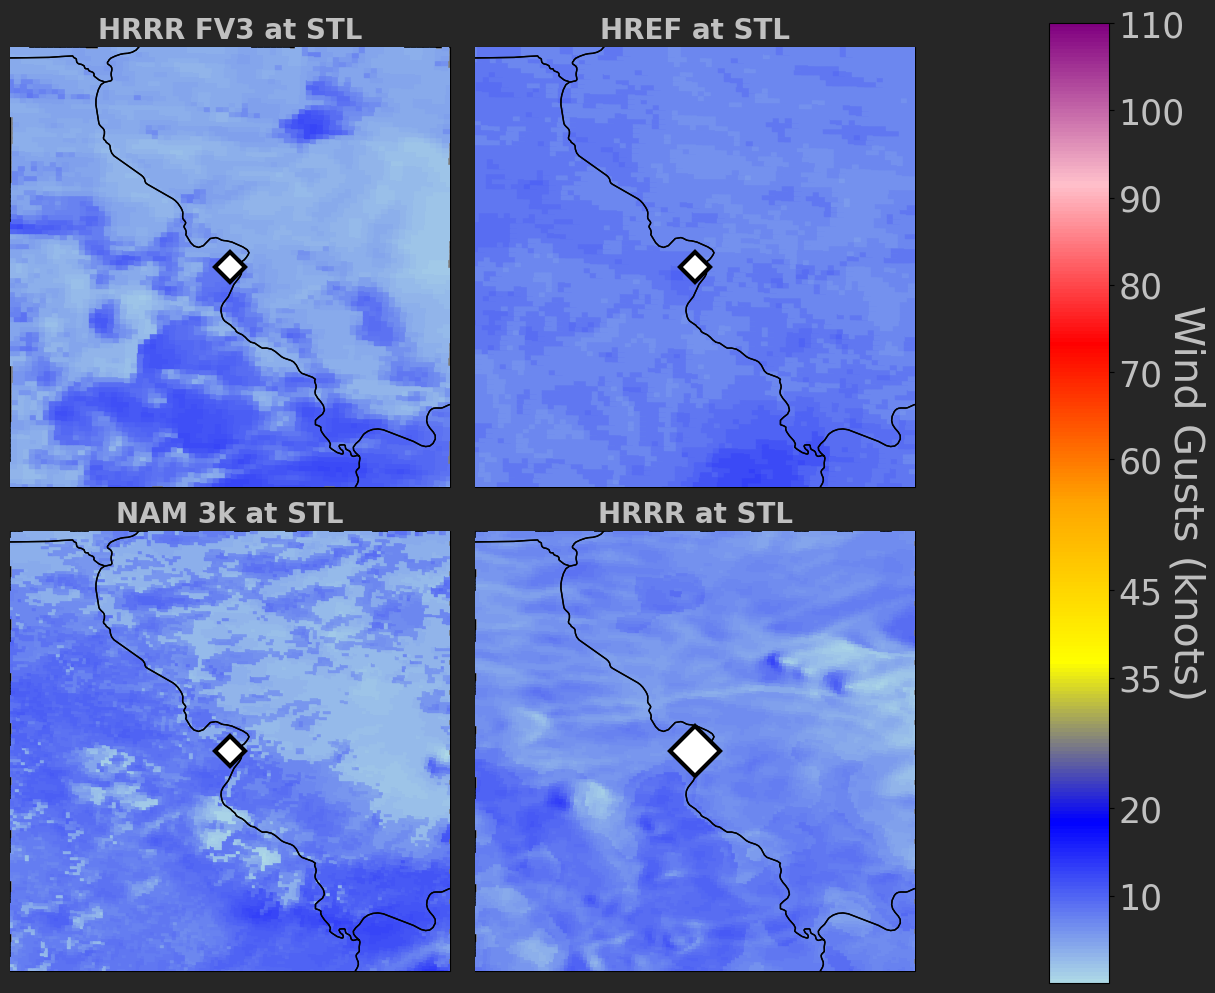 HRRR FV3 at STL
HREF at STL
NAM 3k at STL
HRRR at STL
110
100
90
80
70
60
45
35
20
10
Wind Gusts (knots)